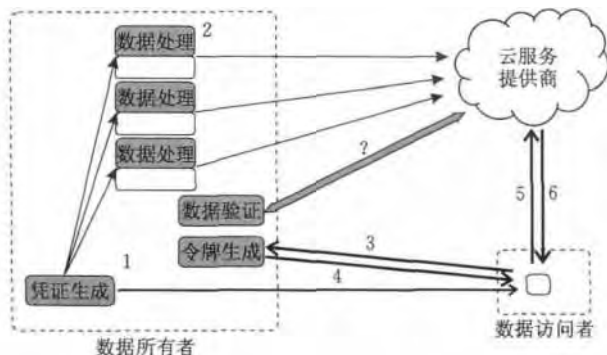 数据处理 2
数据处理
数据处理
云服务
提供商
?
数据验证
5 6
令牌生成
3
1
4
凭证生成
数据访问者
数据所有者